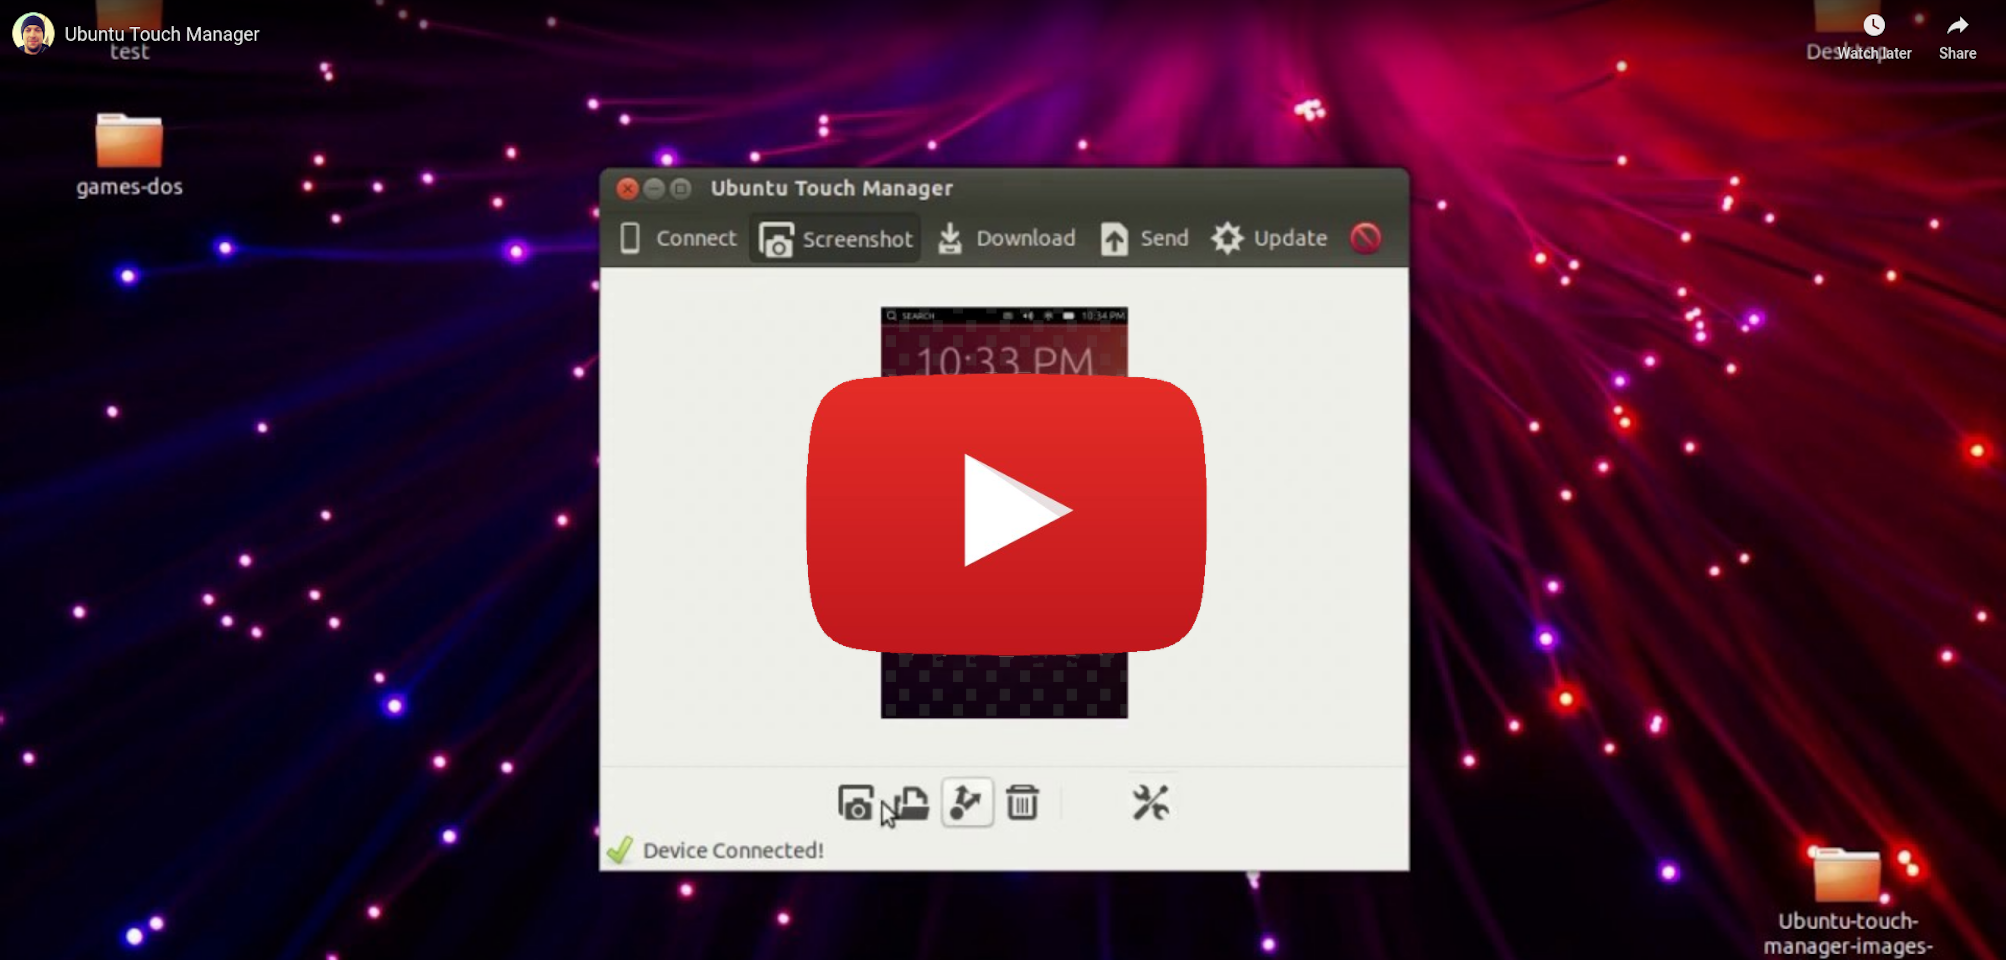 Ubuntu Touch Manager
test
Desktop
Watch later
Share
games-dos
Ubuntu Touch Manager
Connect
Screenshot
Download
Send
Update
SEARCH
10:34 PM
10:33 PM
Device Connected!
Ubuntu-touch-
manager-images-